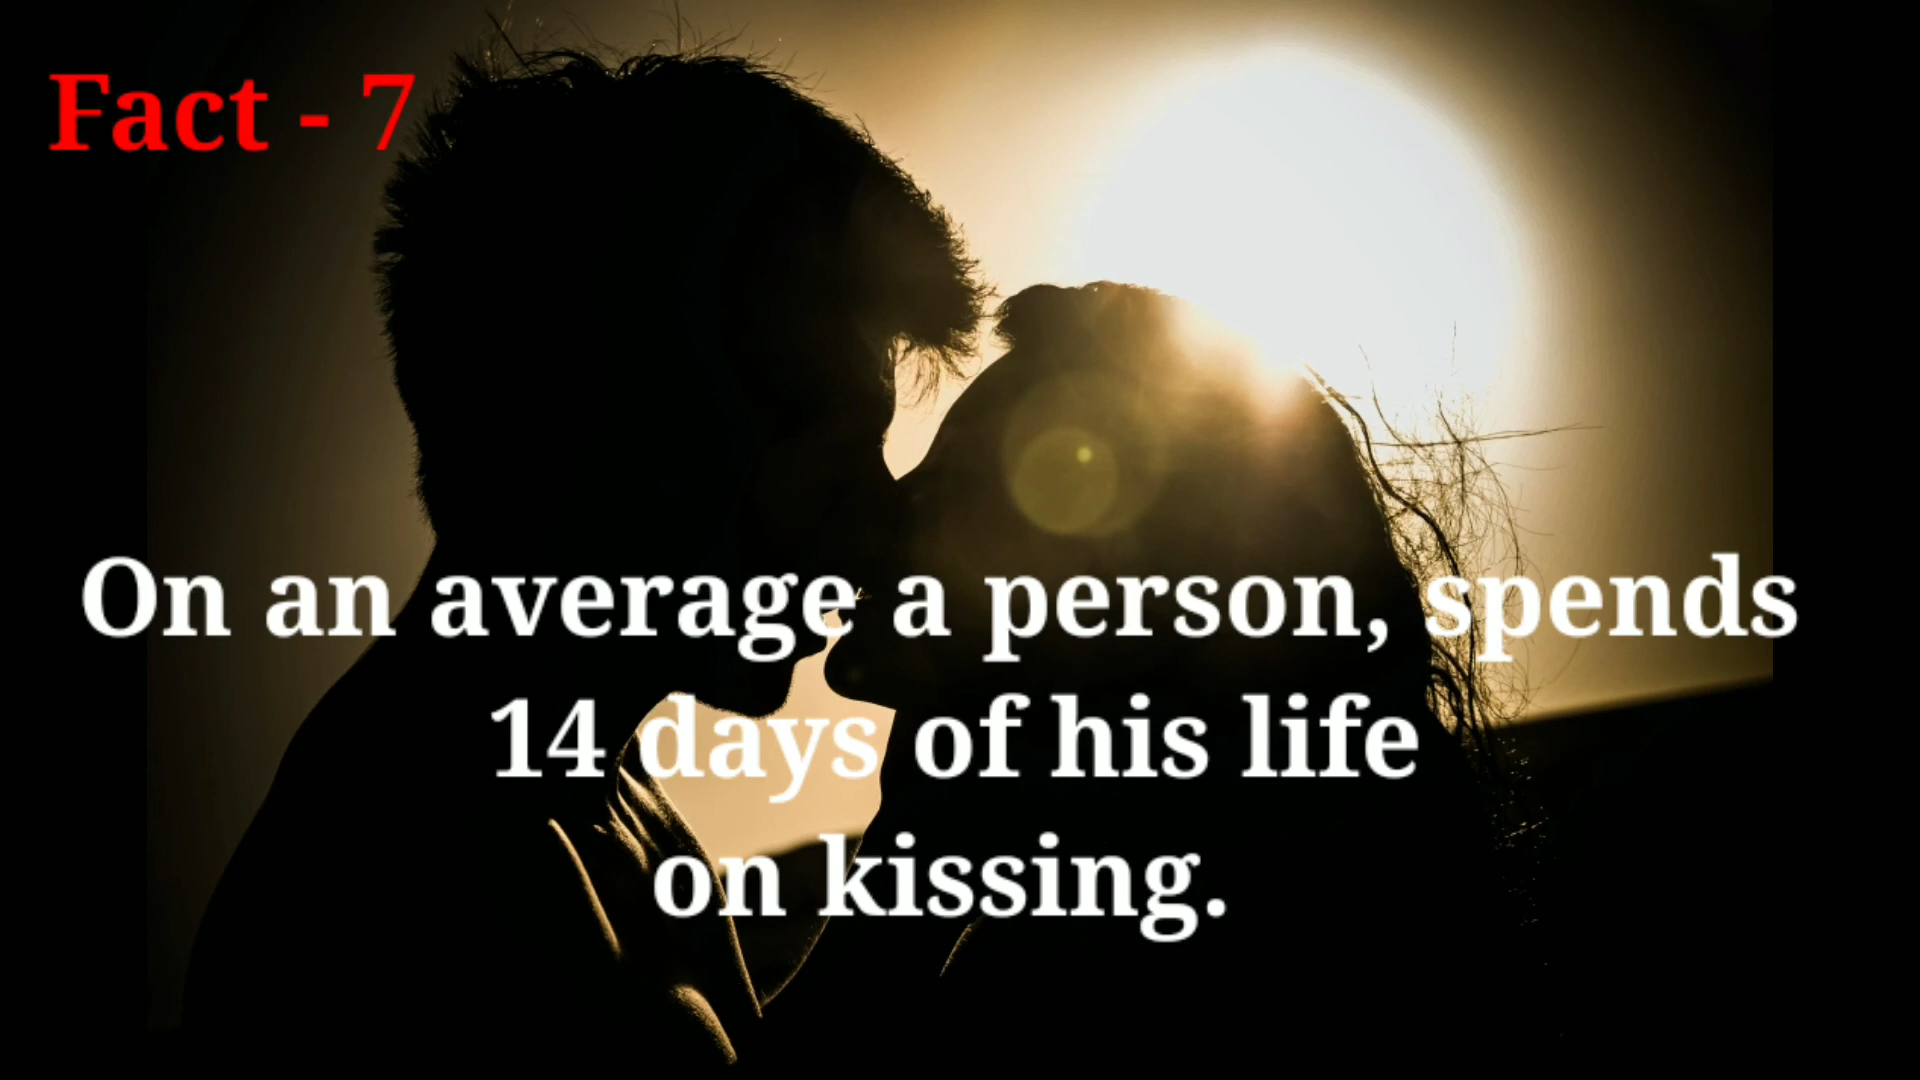 Fact - 7
On an average a person, spends
14 days of his life
on kissing.